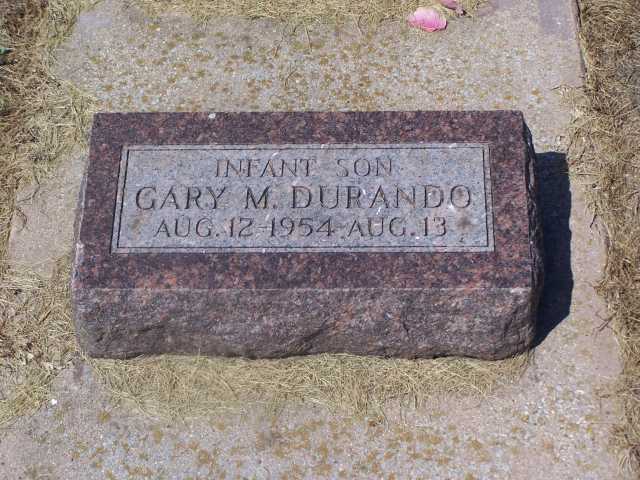 INFANT SON
GARY M. DURANDO
AUG. 12-1954-AUG. 13